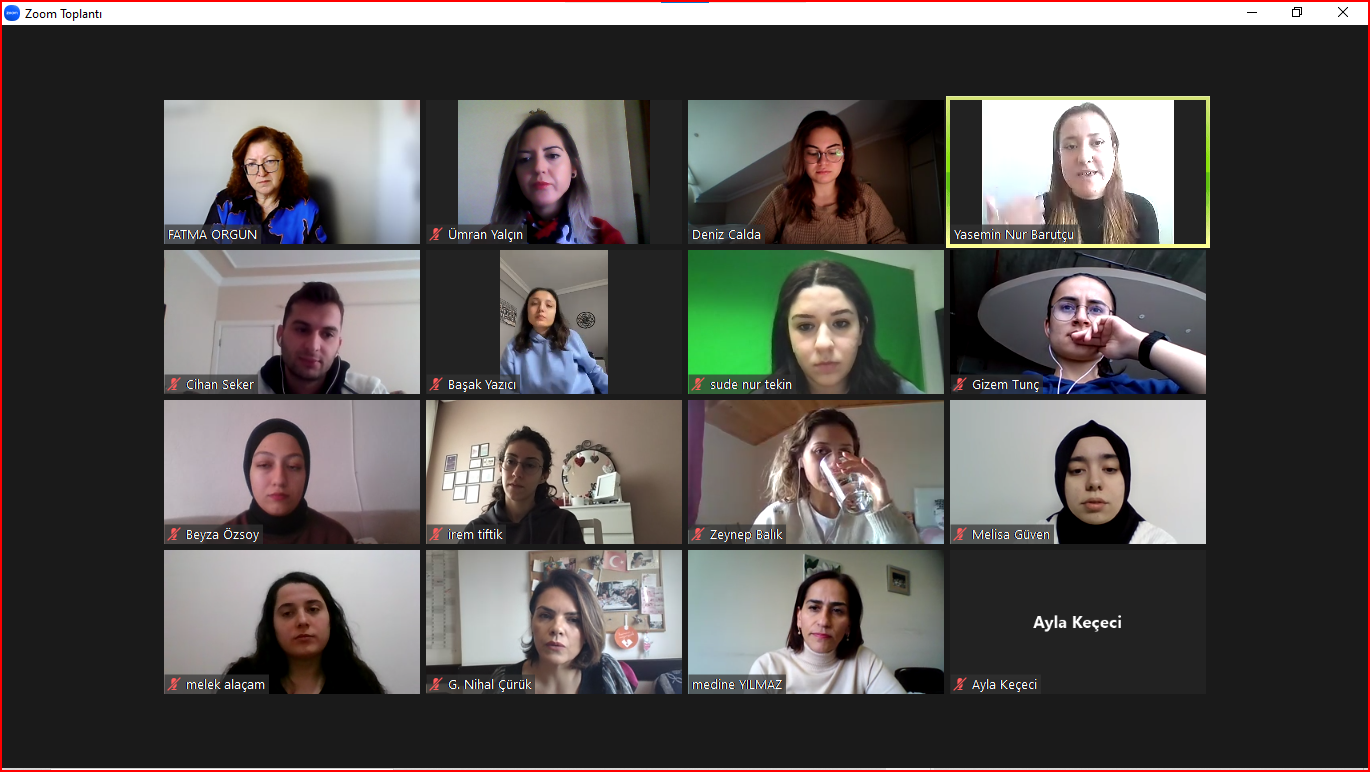 zoom
Zoom Toplantı
FATMA ORGUN
Ümran Yalçın
Deniz Calda
Yasemin Nur Barutçu
Cihan Seker
Başak Yazıcı
sude nur tekin
Gizem Tunç
Beyza Özsoy
irem tiftik
Zeynep Balık
Melisa Güven
melek alaçam
G. Nihal Çürük
medine YILMAZ
Ayla Keçeci
Ayla Keçeci